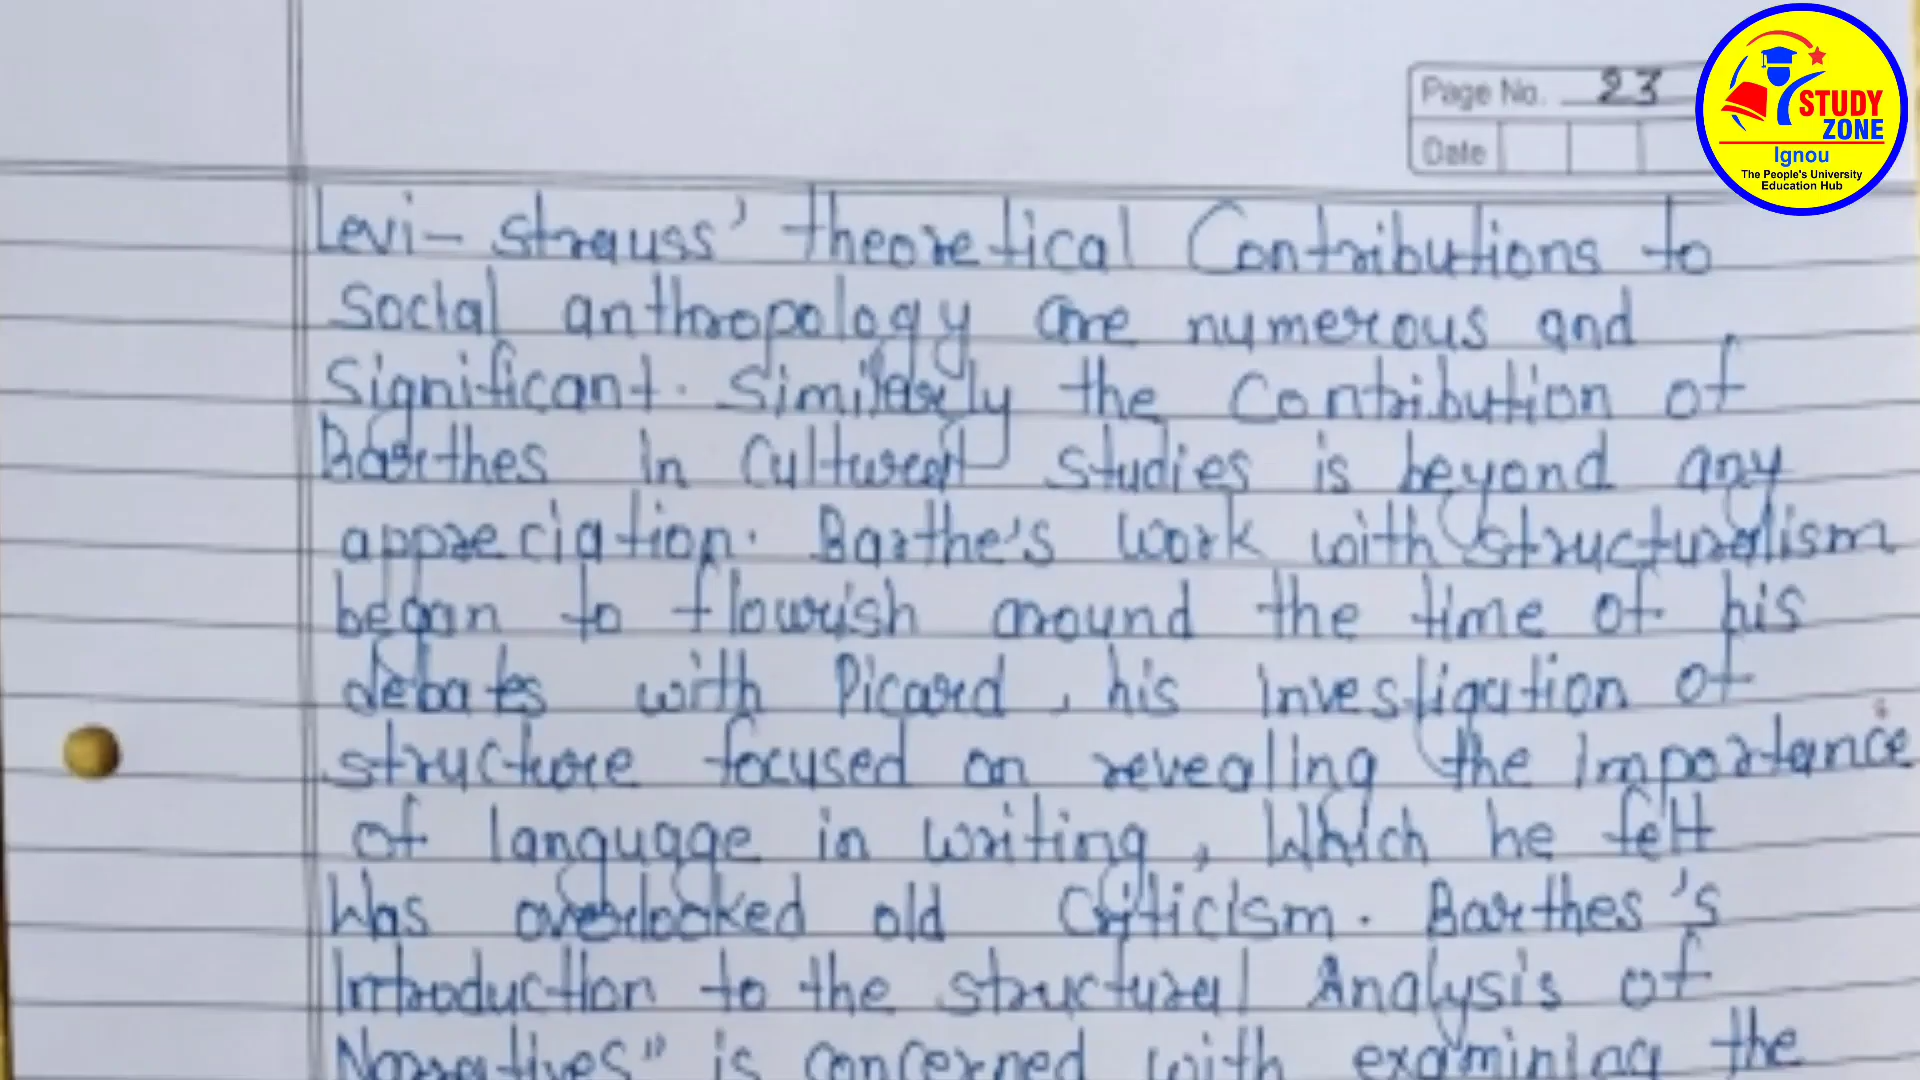 Page No. 23
Date
STUDY
ZONE
Ignou
The People's University
Education Hub
Levi-Strauss' theoretical Contributions to
Social anthropology are numerous and
Significant. Similarly the Contribution of
Barthes in Cultural Studies is beyond any
appreciation. Barthe's work with structuralism
began to flourish around the time of his
debates with Picard, his investigation of
structure focused on revealing the importance
of language in writing, Which he felt
Was overlooked old Criticism. Barthes's
Introduction to the structural Analysis of
Narratives" is concerned with examining the